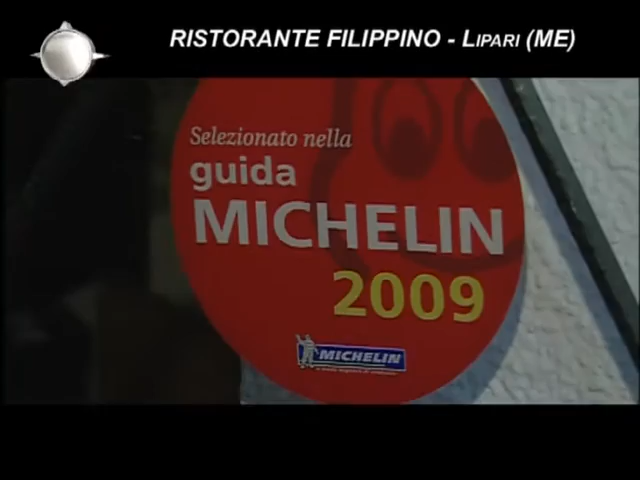 RISTORANTE FILIPPINO - LIPARI (ME)
Selezionato nella
guida
MICHELIN
2009
MICHELIN